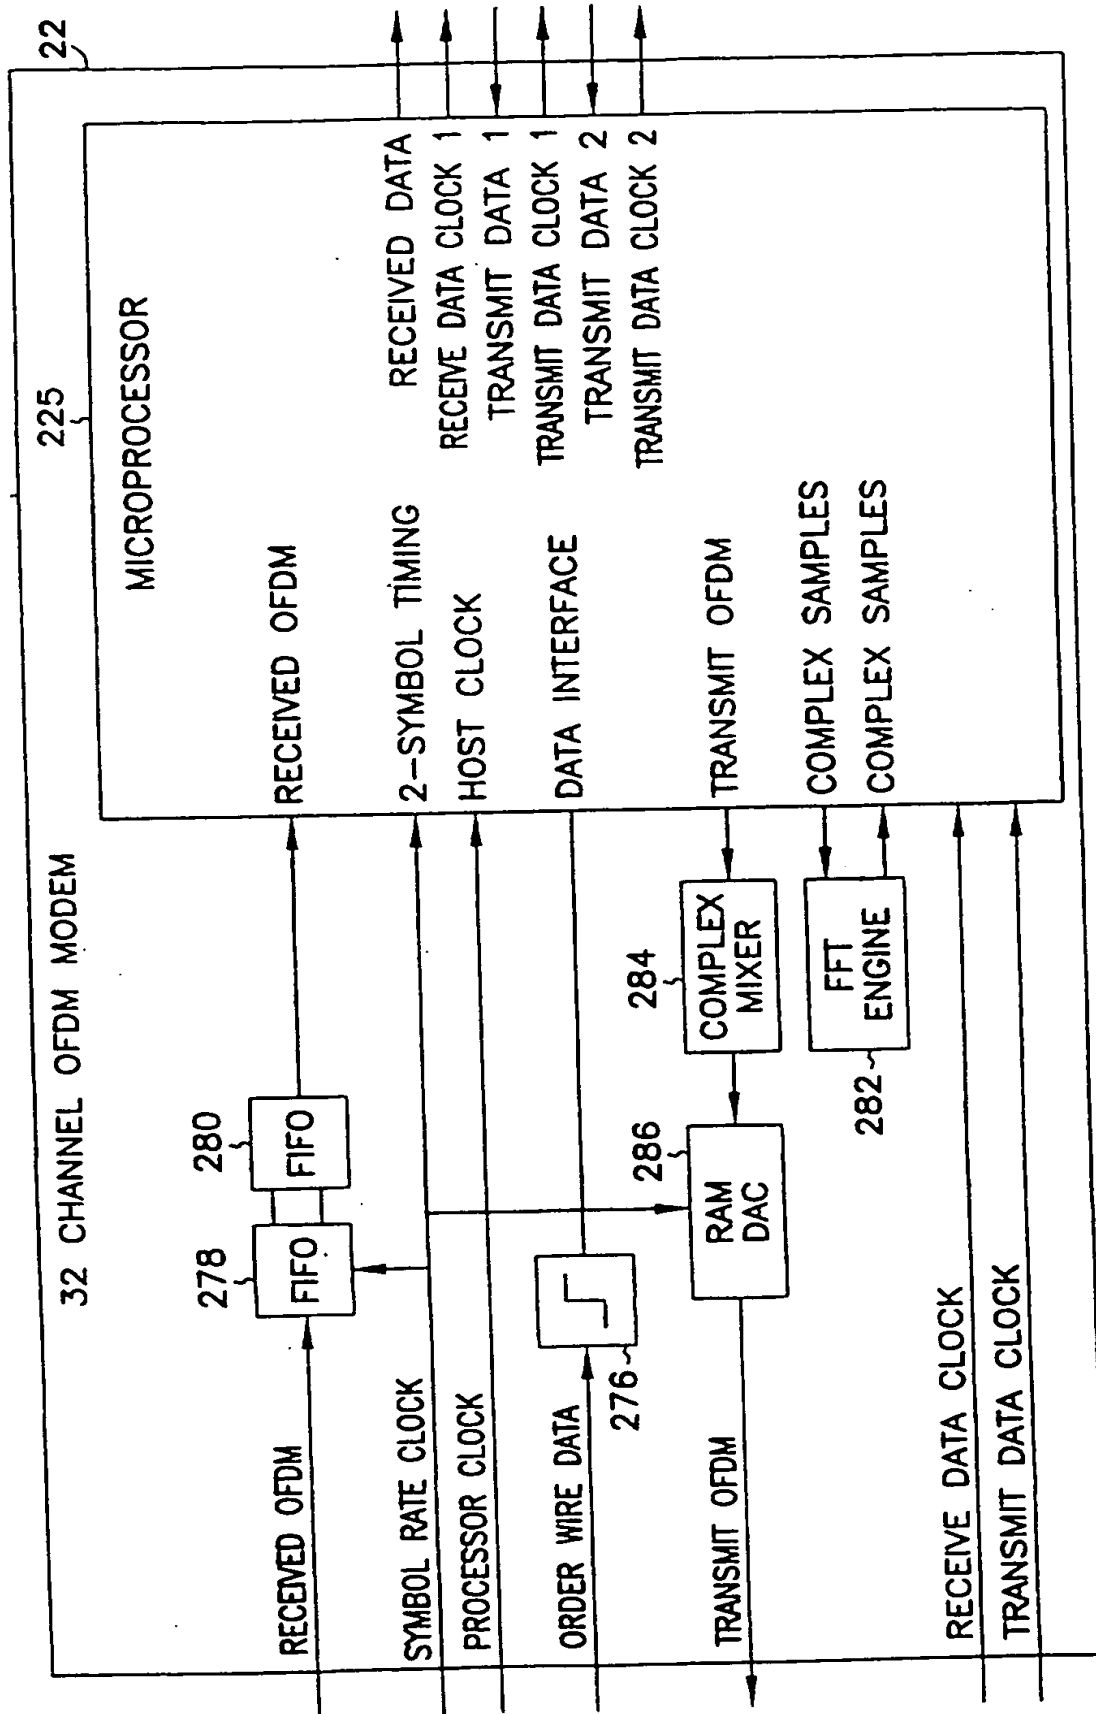 22
32 CHANNEL OFDM MODEM
225
MICROPROCESSOR
RECEIVED OFDM
278
FIFO
280
FIFO
RECEIVED OFDM
SYMBOL RATE CLOCK
2-SYMBOL TIMING
PROCESSOR CLOCK
HOST CLOCK
ORDER WIRE DATA
276
DATA INTERFACE
TRANSMIT OFDM
286
RAM
DAC
284
COMPLEX
MIXER
TRANSMIT OFDM
282
FFT
ENGINE
COMPLEX SAMPLES
COMPLEX SAMPLES
RECEIVE DATA CLOCK
TRANSMIT DATA CLOCK
RECEIVED DATA
RECEIVE DATA CLOCK 1
TRANSMIT DATA 1
TRANSMIT DATA CLOCK 1
TRANSMIT DATA 2
TRANSMIT DATA CLOCK 2